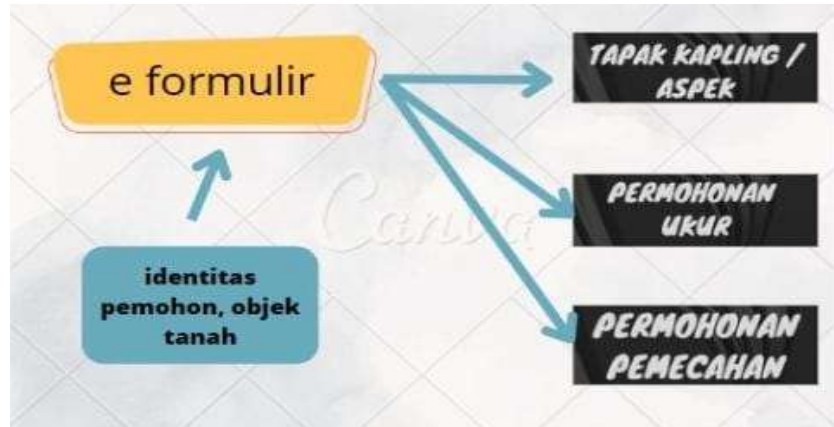 e formulir
TAPAK KAPLING /
ASPEK
PERMOHONAN
UKUR
identitas
pemohon, objek
tanah
PERMOHONAN
PEMECAHAN
Canva